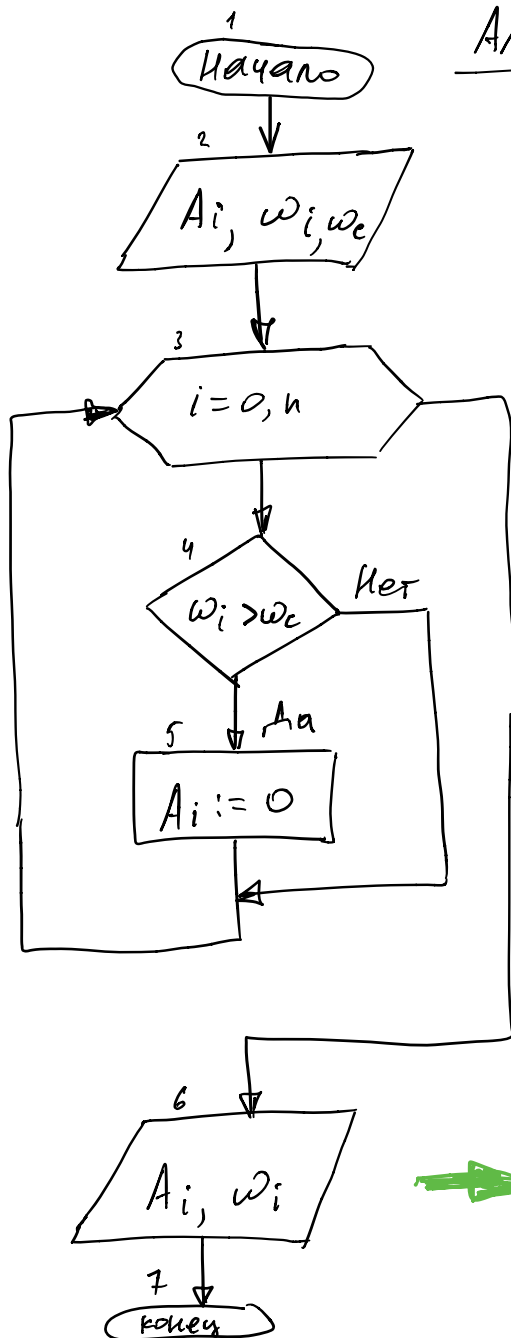 1
Начало
2
Ai, ωi, ωc
3
i = 0, n
4
ωi > ωc
Нет
Да
5
Ai := 0
6
Ai, ωi
7
конец